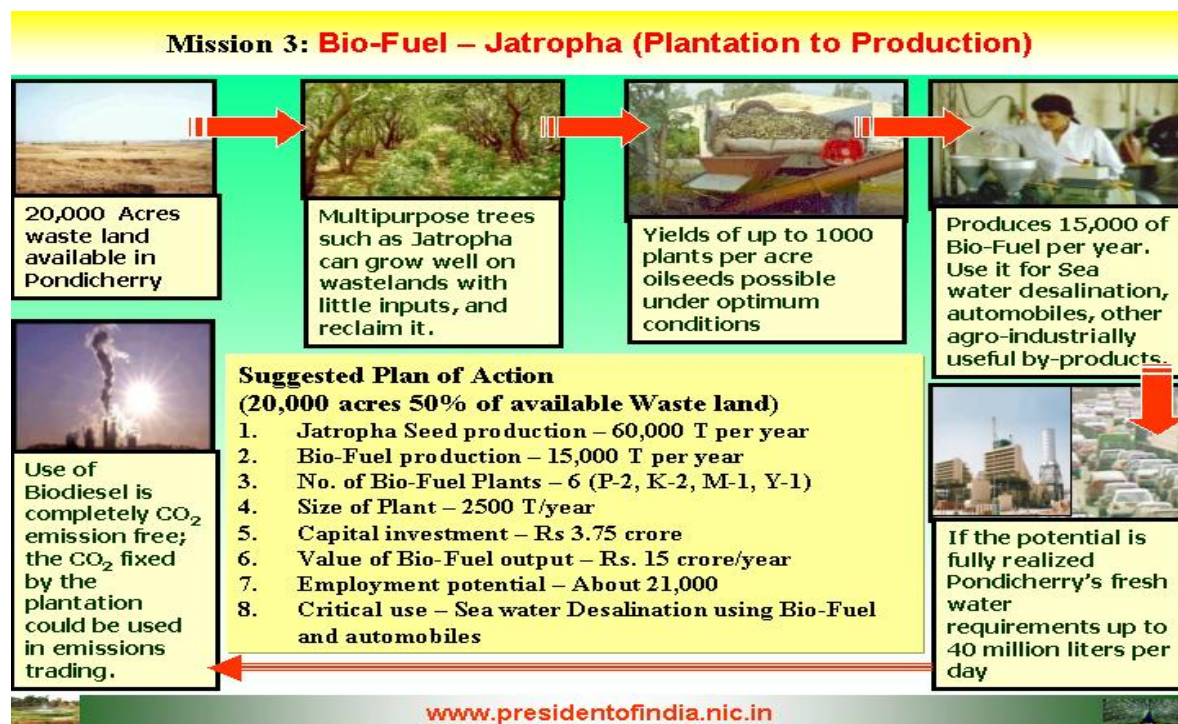 Mission 3: Bio-Fuel – Jatropha (Plantation to Production)
20,000 Acres
waste land
available in
Pondicherry
Multipurpose trees
such as Jatropha
can grow well on
wastelands with
little inputs, and
reclaim it.
Yields of up to 1000
plants per acre
oilseeds possible
under optimum
conditions
Produces 15,000 of
Bio-Fuel per year.
Use it for Sea
water desalination,
automobiles, other
agro-industrially
useful by-products.
If the potential is
fully realized
Pondicherry's fresh
water
requirements up to
40 million liters per
day
Use of
Biodiesel is
completely CO₂
emission free;
the CO₂ fixed
by the
plantation
could be used
in emissions
trading.
Suggested Plan of Action
(20,000 acres 50% of available Waste land)
1. Jatropha Seed production – 60,000 T per year
2. Bio-Fuel production – 15,000 T per year
3. No. of Bio-Fuel Plants – 6 (P-2, K-2, M-1, Y-1)
4. Size of Plant – 2500 T/year
5. Capital investment – Rs 3.75 crore
6. Value of Bio-Fuel output – Rs. 15 crore/year
7. Employment potential – About 21,000
8. Critical use – Sea water Desalination using Bio-Fuel
and automobiles
www.presidentofindia.nic.in